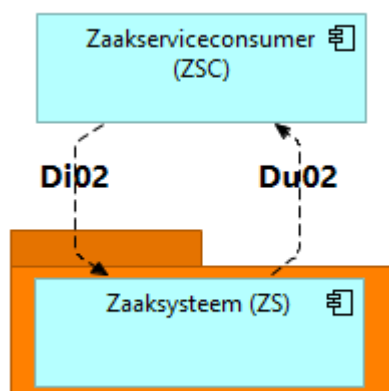 Zaakserviceconsumer
(ZSC)
Di02
Du02
Zaaksysteem (ZS)